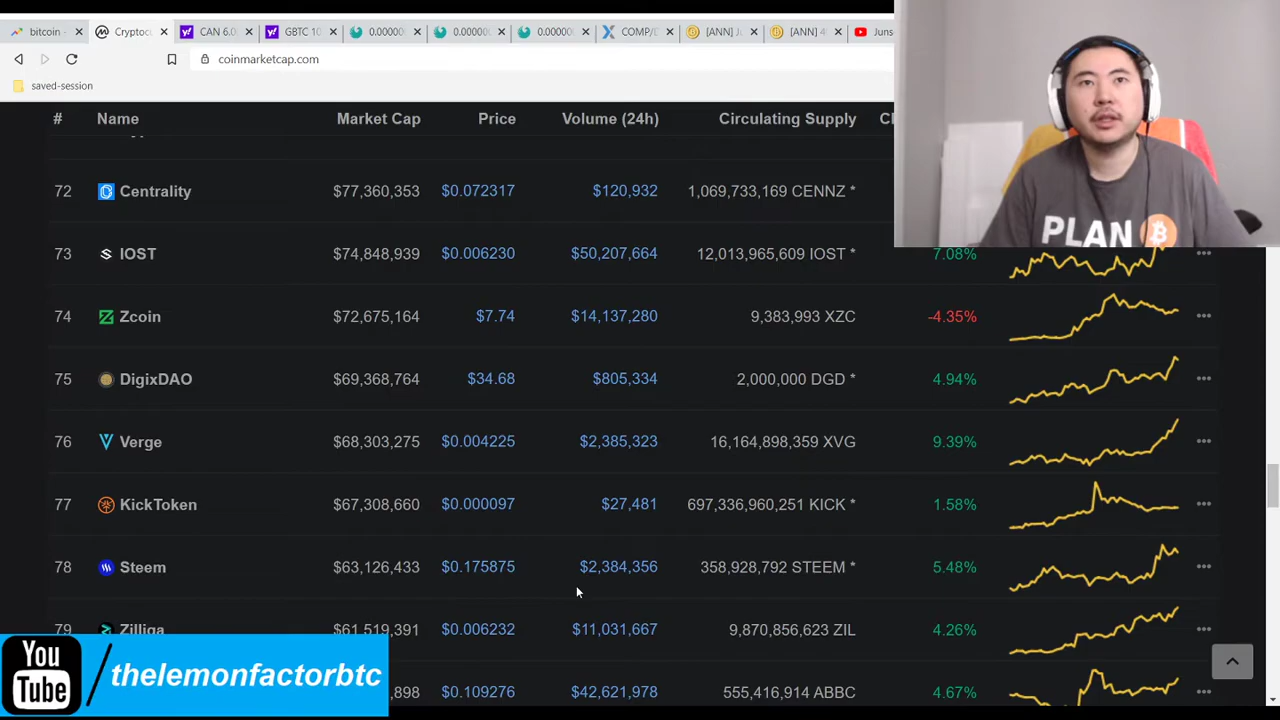 bitcoin - Cryptocu CAN 6.0 GBTC 10 0.00000 0.00000 0.00000 COMP/ [ANN] J [ANN] 4 Juns
coinmarketcap.com
saved-session
# Name Market Cap Price Volume (24h) Circulating Supply
72 Centrality $77,360,353 $0.072317 $120,932 1,069,733,169 CENNZ *
PLAN
73 IOST $74,848,939 $0.006230 $50,207,664 12,013,965,609 IOST * 7.08%
74 Zcoin $72,675,164 $7.74 $14,137,280 9,383,993 XZC -4.35%
75 DigixDAO $69,368,764 $34.68 $805,334 2,000,000 DGD * 4.94%
76 Verge $68,303,275 $0.004225 $2,385,323 16,164,898,359 XVG 9.39%
77 KickToken $67,308,660 $0.000097 $27,481 697,336,960,251 KICK * 1.58%
78 Steem $63,126,433 $0.175875 $2,384,356 358,928,792 STEEM * 5.48%
79 Zilliqa $61,519,391 $0.006232 $11,031,667 9,870,856,623 ZIL 4.26%
You Tube /thelemonfactorbtc
898 $0.109276 $42,621,978 555,416,914 ABBC 4.67%